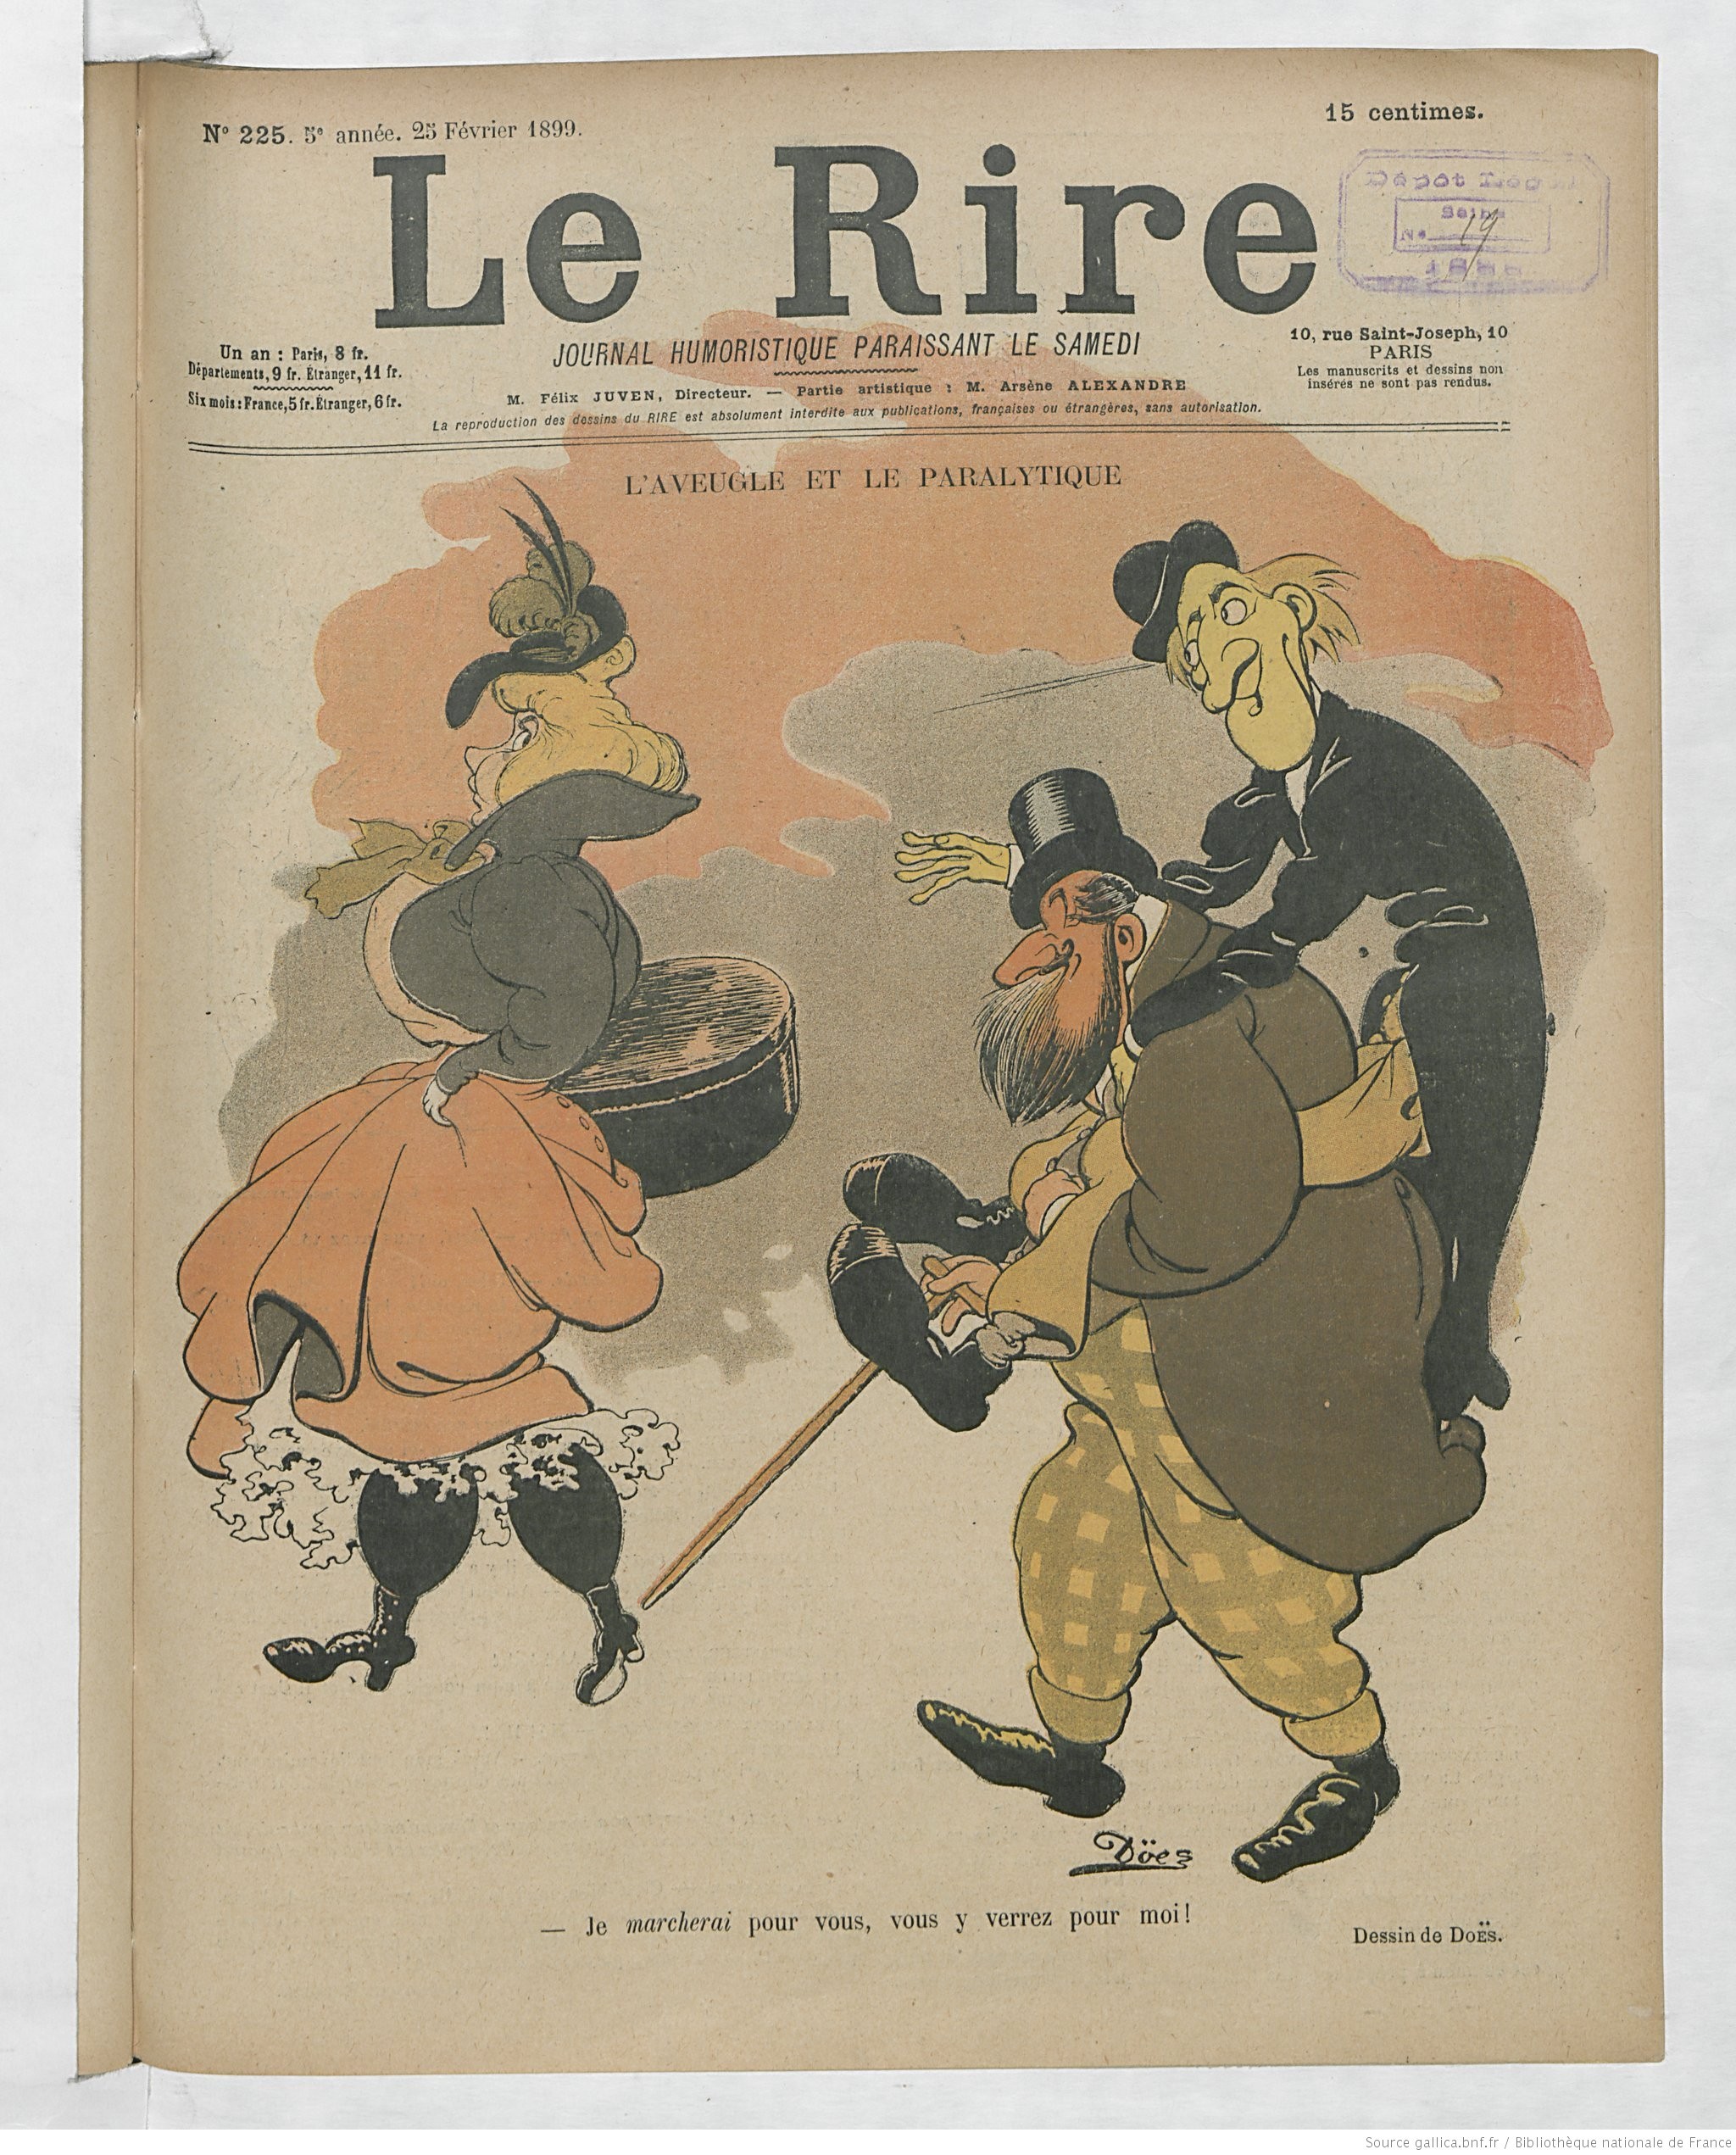 N° 225. 5e année. 25 Février 1899.
15 centimes.
Le Rire
Dépôt Légal
Seine
N° 19
Un an : Paris, 8 fr.
Départements, 9 fr. Étranger, 11 fr.
Six mois : France, 5 fr. Étranger, 6 fr.
JOURNAL HUMORISTIQUE PARAISSANT LE SAMEDI
M. Félix JUVEN, Directeur. — Partie artistique : M. Arsène ALEXANDRE
La reproduction des dessins du RIRE est absolument interdite aux publications, françaises ou étrangères, sans autorisation.
10, rue Saint-Joseph, 10
PARIS
Les manuscrits et dessins non
insérés ne sont pas rendus.
L'AVEUGLE ET LE PARALYTIQUE
Döes
— Je marcherai pour vous, vous y verrez pour moi !
Dessin de DOËS.
Source gallica.bnf.fr / Bibliothèque nationale de France